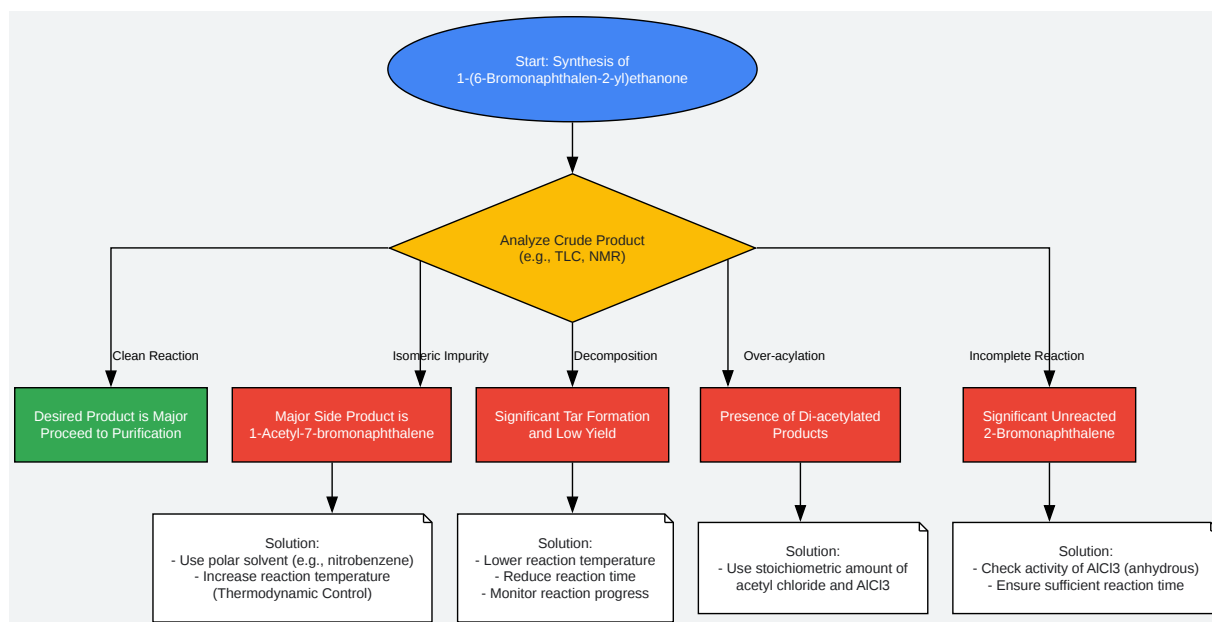 Start: Synthesis of
1-(6-Bromonaphthalen-2-yl)ethanone
Analyze Crude Product
(e.g., TLC, NMR)
Clean Reaction
Isomeric Impurity
Decomposition
Over-acylation
Incomplete Reaction
Desired Product is Major
Proceed to Purification
Major Side Product is
1-Acetyl-7-bromonaphthalene
Significant Tar Formation
and Low Yield
Presence of Di-acetylated
Products
Significant Unreacted
2-Bromonaphthalene
Solution:
- Use polar solvent (e.g., nitrobenzene)
- Increase reaction temperature
(Thermodynamic Control)
Solution:
- Lower reaction temperature
- Reduce reaction time
- Monitor reaction progress
Solution:
- Use stoichiometric amount of
acetyl chloride and AlCl3
Solution:
- Check activity of AlCl3 (anhydrous)
- Ensure sufficient reaction time